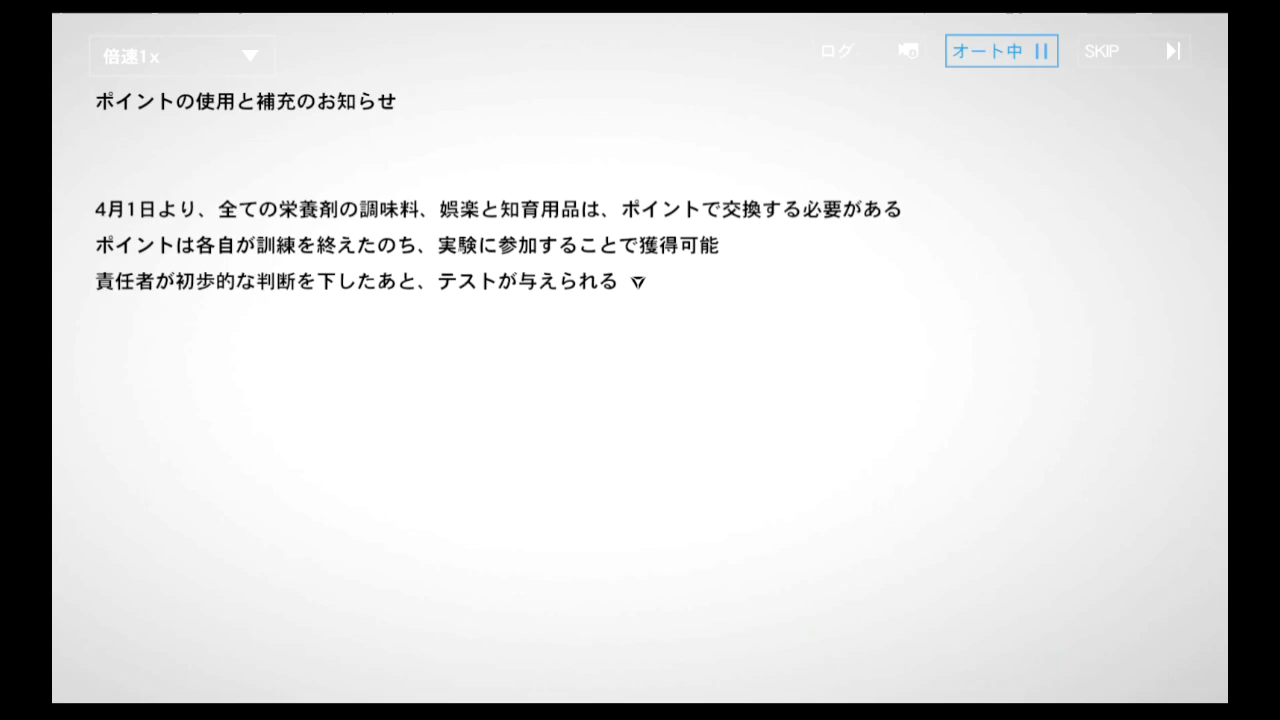 倍速1x
ログ
オート中
SKIP
ポイントの使用と補充のお知らせ
4月1日より、全ての栄養剤の調味料、娯楽と知育用品は、ポイントで交換する必要がある
ポイントは各自が訓練を終えたのち、実験に参加することで獲得可能
責任者が初歩的な判断を下したあと、テストが与えられる